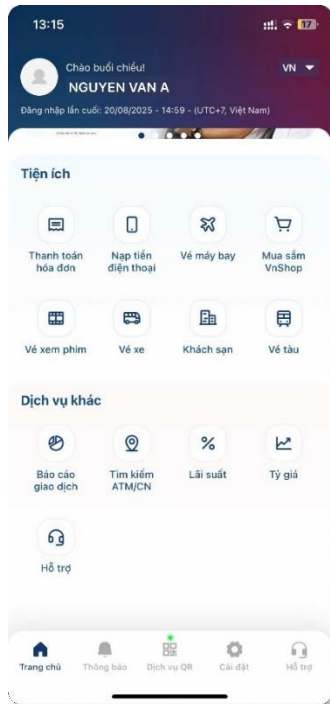 13:15
17
Chào buổi chiều!
VN
NGUYEN VAN A
Đăng nhập lần cuối: 20/08/2025 - 14:59 - (UTC+7, Việt Nam)
Tiện ích
Thanh toán
hóa đơn
Nạp tiền
điện thoại
Vé máy bay
Mua sắm
VnShop
Vé xem phim
Vé xe
Khách sạn
Vé tàu
Dịch vụ khác
Báo cáo
giao dịch
Tìm kiếm
ATM/CN
Lãi suất
Tỷ giá
Hỗ trợ
Trang chủ
Thông báo
Dịch vụ QR
Cài đặt
Hỗ trợ